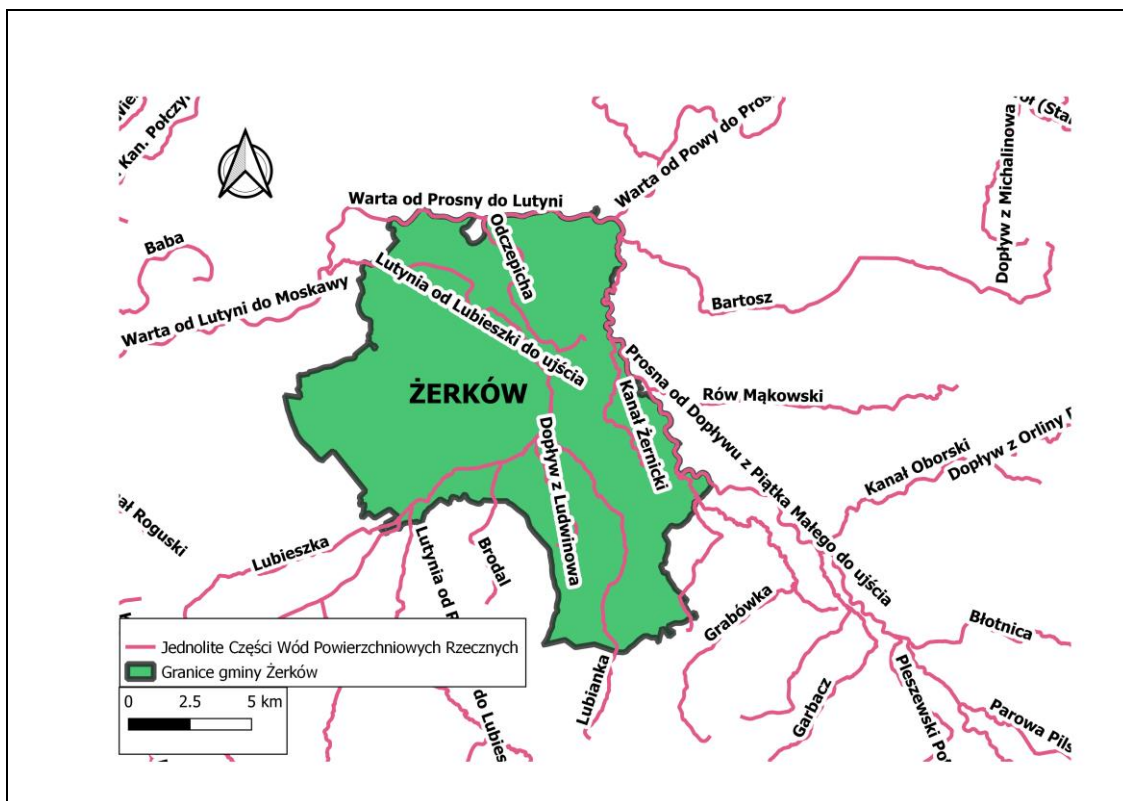 Kan. Połczy
Warta od Powy do Pros
Dopływ z Michalinowa
Warta od Prosny do Lutyni
Baba
Odczepicha
Lutynia od Lubieszki do ujścia
Warta od Lutyni do Moskawy
Bartosz
ŻERKÓW
Prosna od Dopływu z Piątka Małego do ujścia
Rów Mąkowski
Kanał Żernicki
Dopływ z Ludwinowa
Kanał Oborski
Dopływ z Orliny
ał Roguski
Lubieszka
Lutynia od
do Lubies
Brodal
Grabówka
Błotnica
Lubianka
Garbacz
Pleszewski Po
Parowa Pils
Jednolite Części Wód Powierzchniowych Rzecznych
Granice gminy Żerków
0 2.5 5 km